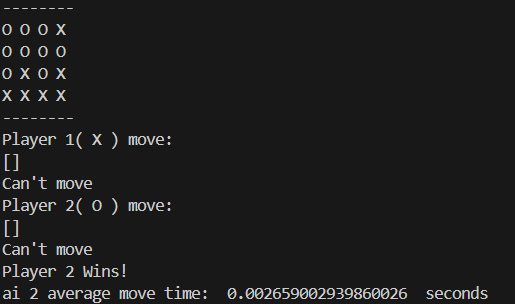 --------
O O O X
O O O O
O X O X
X X X X
--------
Player 1( X ) move:
[]
Can't move
Player 2( O ) move:
[]
Can't move
Player 2 Wins!
ai 2 average move time:  0.002659002939860026  seconds